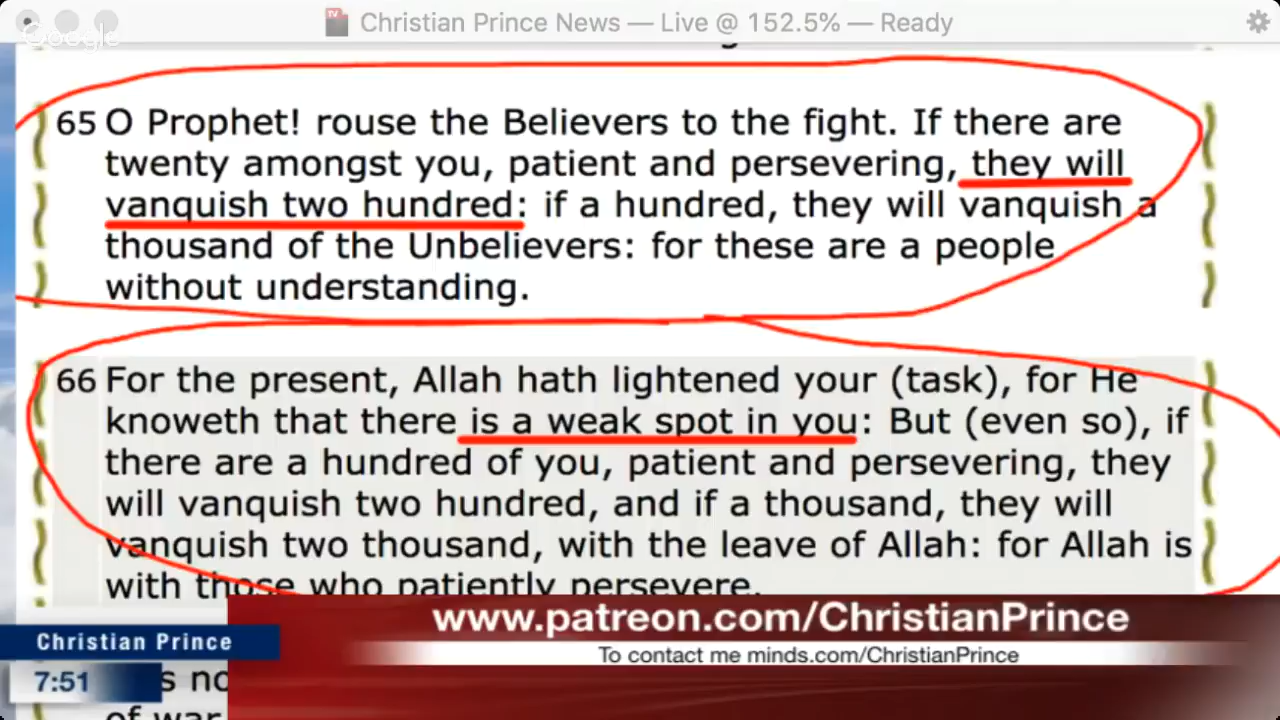 Christian Prince News — Live @ 152.5% — Ready
Google
65 O Prophet! rouse the Believers to the fight. If there are
twenty amongst you, patient and persevering, they will
vanquish two hundred: if a hundred, they will vanquish a
thousand of the Unbelievers: for these are a people
without understanding.
66 For the present, Allah hath lightened your (task), for He
knoweth that there is a weak spot in you: But (even so), if
there are a hundred of you, patient and persevering, they
will vanquish two hundred, and if a thousand, they will
vanquish two thousand, with the leave of Allah: for Allah is
with those who patiently persevere.
www.patreon.com/ChristianPrince
Christian Prince
To contact me minds.com/ChristianPrince
7:51
of war